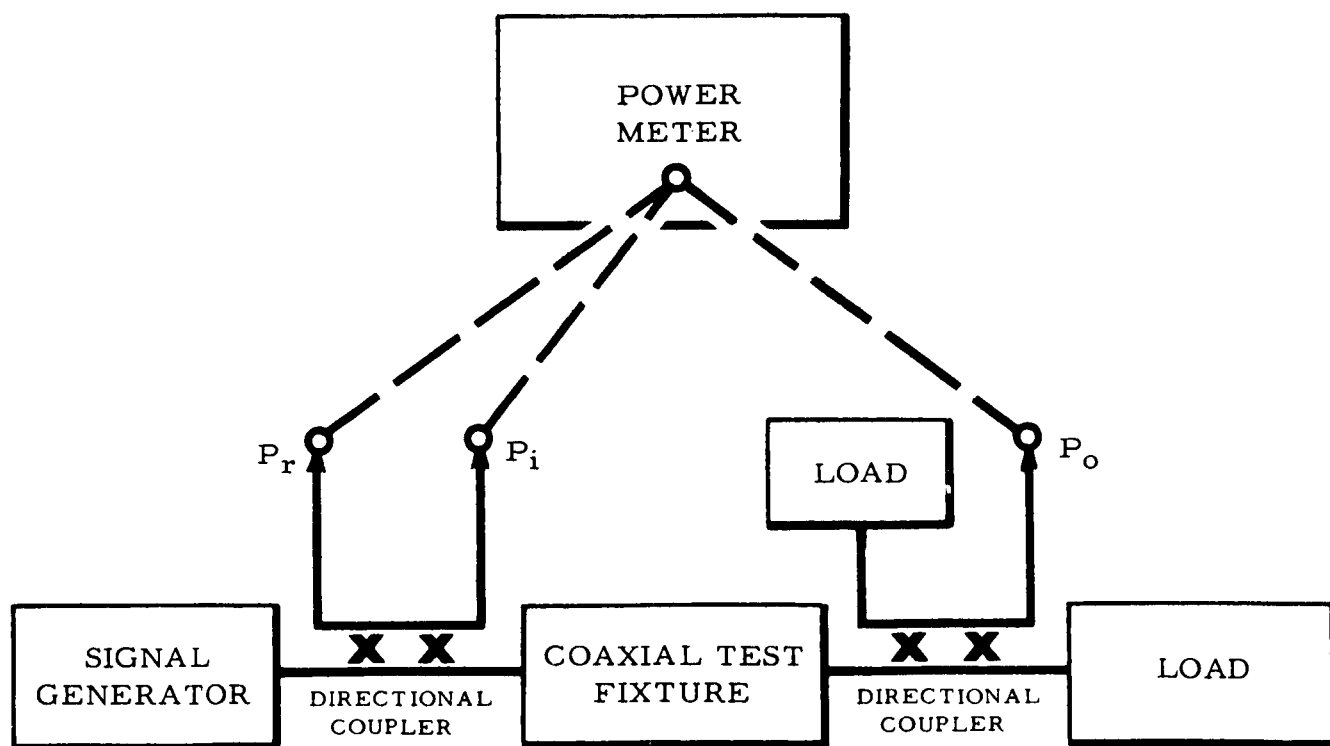 POWER
METER
Pr
Pi
Po
LOAD
SIGNAL
GENERATOR
DIRECTIONAL
COUPLER
COAXIAL TEST
FIXTURE
DIRECTIONAL
COUPLER
LOAD